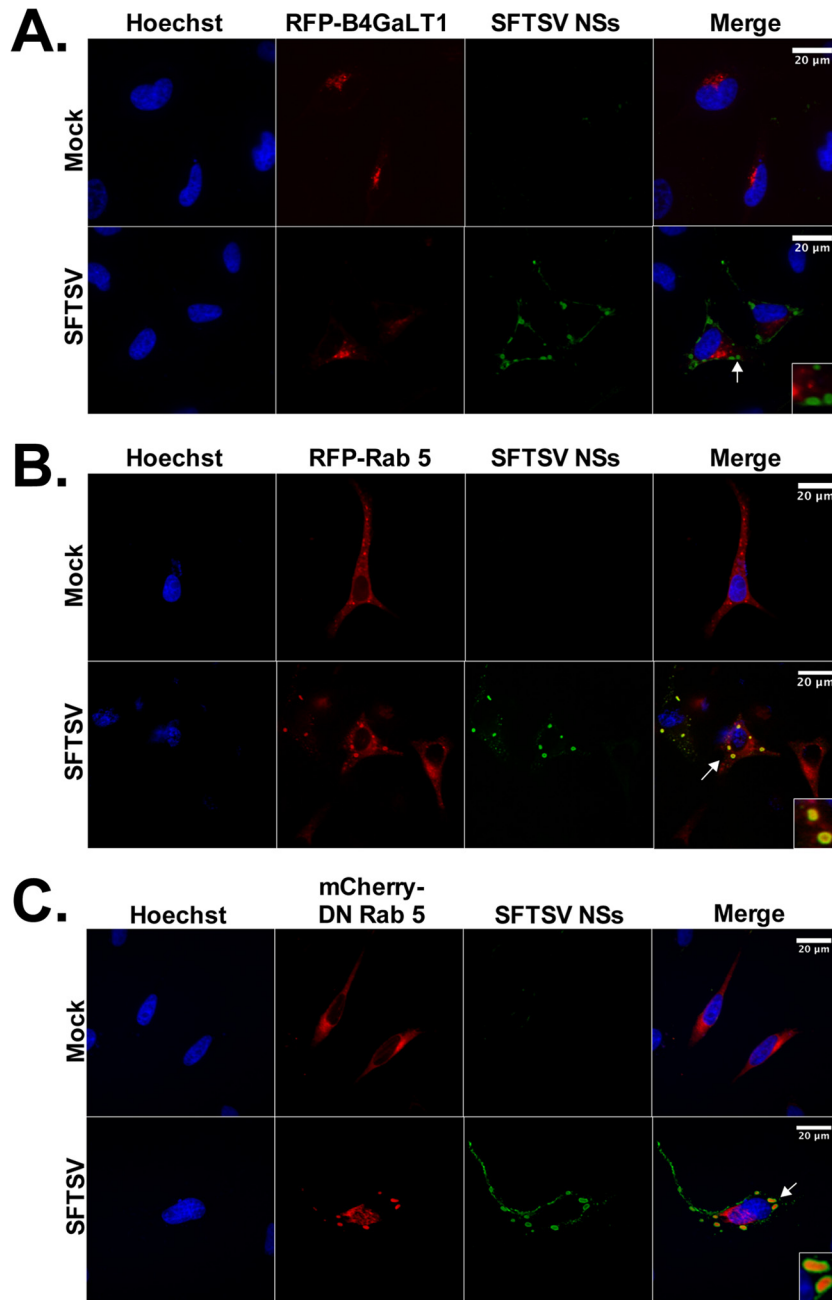 A.
Hoechst RFP-B4GaLT1 SFTSV NSs Merge
Mock
20 µm
SFTSV
20 µm
B.
Hoechst RFP-Rab 5 SFTSV NSs Merge
Mock
20 µm
SFTSV
20 µm
C.
mCherry-
Hoechst DN Rab 5 SFTSV NSs Merge
Mock
20 µm
SFTSV
20 µm